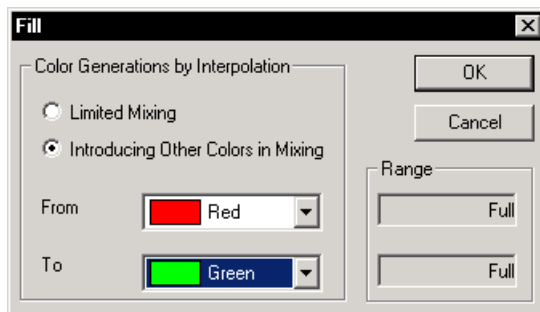 Fill
Color Generations by Interpolation
Limited Mixing
Introducing Other Colors in Mixing
From
Red
To
Green
OK
Cancel
Range
Full
Full